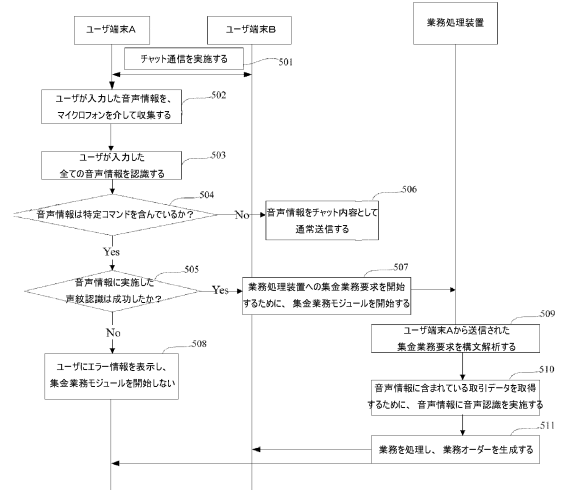 ユーザ端末A
ユーザ端末B
業務処理装置
チャット通信を実施する
501
ユーザが入力した音声情報を、
マイクロフォンを介して収集する
502
ユーザが入力した
全ての音声情報を認識する
503
504
音声情報は特定コマンドを含んでいるか？
No
音声情報をチャット内容として
通常送信する
506
Yes
505
音声情報に実施した
声紋認識は成功したか？
Yes
507
業務処理装置への集金業務要求を開始
するために、集金業務モジュールを開始する
No
508
ユーザにエラー情報を表示し、
集金業務モジュールを開始しない
509
ユーザ端末Aから送信された
集金業務要求を構文解析する
510
音声情報に含まれている取引データを取得
するために、音声情報に音声認識を実施する
511
業務を処理し、業務オーダーを生成する